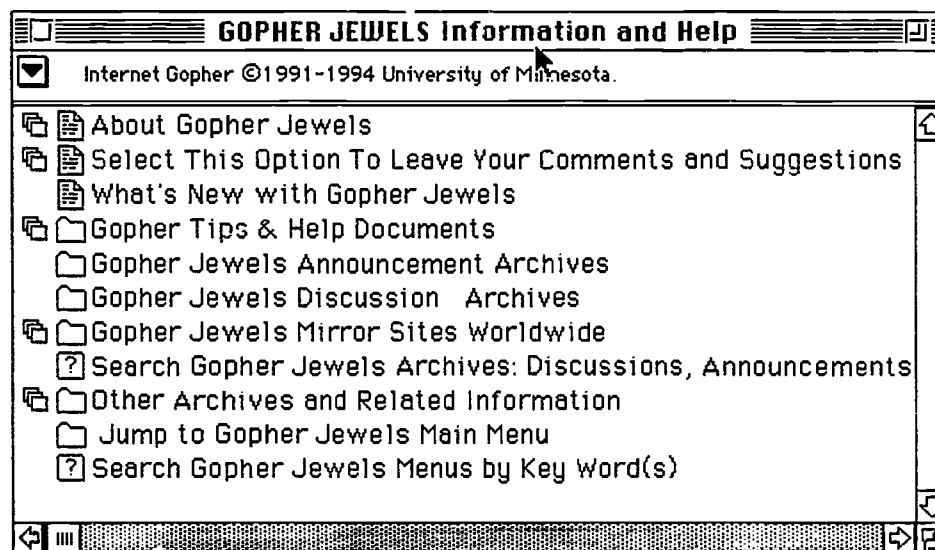 GOPHER JEWELS Information and Help
Internet Gopher ©1991-1994 University of Minnesota.
About Gopher Jewels
Select This Option To Leave Your Comments and Suggestions
What's New with Gopher Jewels
Gopher Tips & Help Documents
Gopher Jewels Announcement Archives
Gopher Jewels Discussion Archives
Gopher Jewels Mirror Sites Worldwide
Search Gopher Jewels Archives: Discussions, Announcements
Other Archives and Related Information
Jump to Gopher Jewels Main Menu
Search Gopher Jewels Menus by Key Word(s)